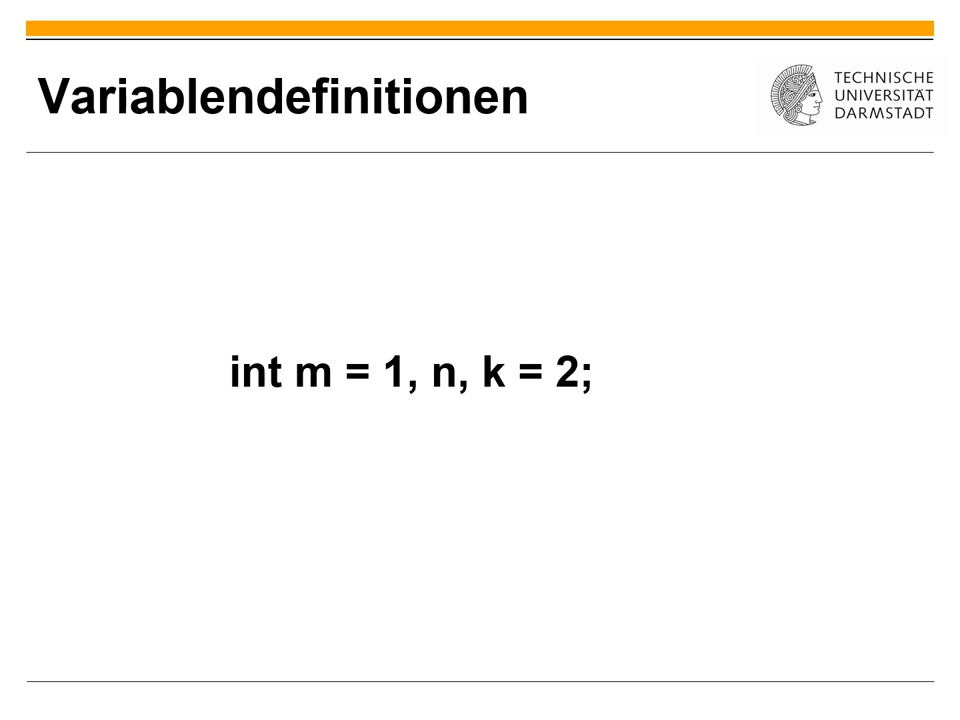 Variablendefinitionen
TECHNISCHE
UNIVERSITÄT
DARMSTADT
int m = 1, n, k = 2;